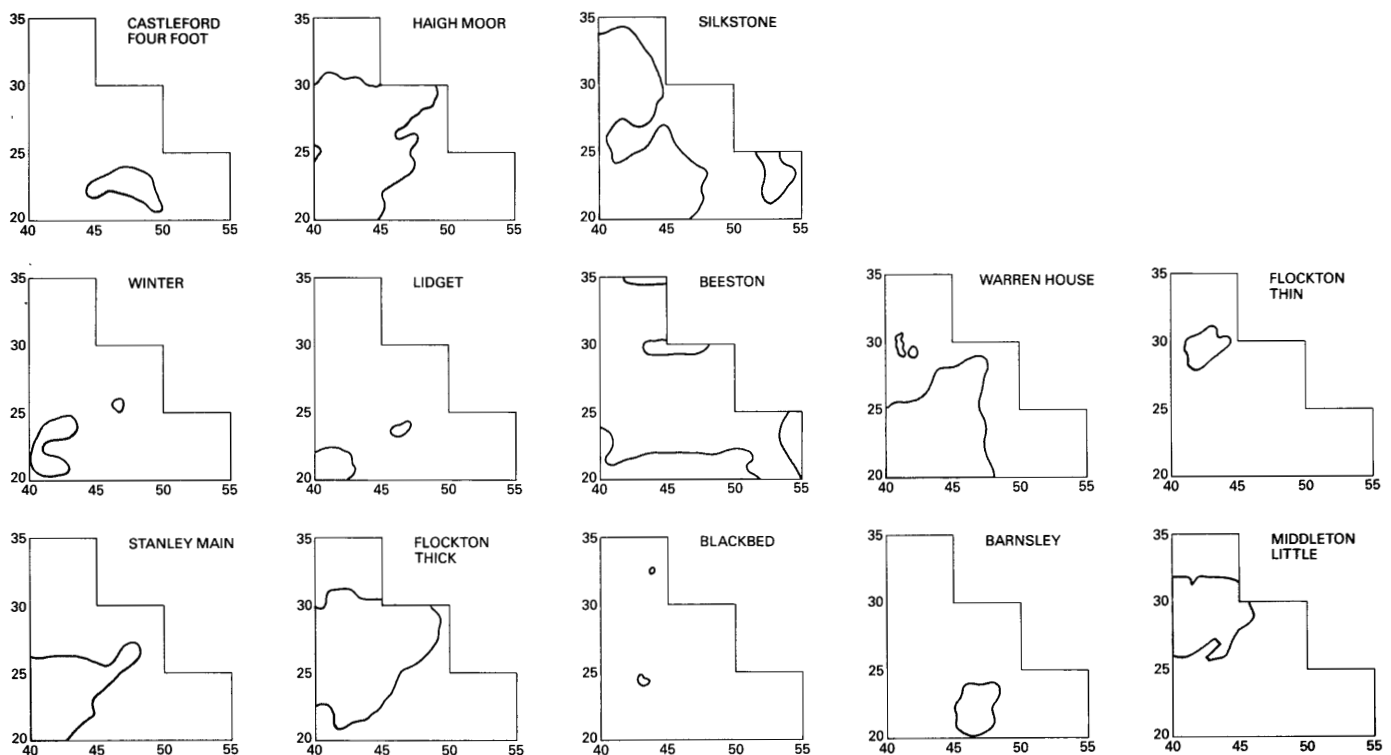 CASTLEFORD
FOUR FOOT
35
30
25
20
40 45 50 55
HAIGH MOOR
35
30
25
20
40 45 50 55
SILKSTONE
35
30
25
20
40 45 50 55
WINTER
35
30
25
20
40 45 50 55
LIDGET
35
30
25
20
40 45 50 55
BEESTON
35
30
25
20
40 45 50 55
WARREN HOUSE
35
30
25
20
40 45 50 55
FLOCKTON
THIN
35
30
25
20
40 45 50 55
STANLEY MAIN
35
30
25
20
40 45 50 55
FLOCKTON
THICK
35
30
25
20
40 45 50 55
BLACKBED
35
30
25
20
40 45 50 55
BARNSLEY
35
30
25
20
40 45 50 55
MIDDLETON
LITTLE
35
30
25
20
40 45 50 55